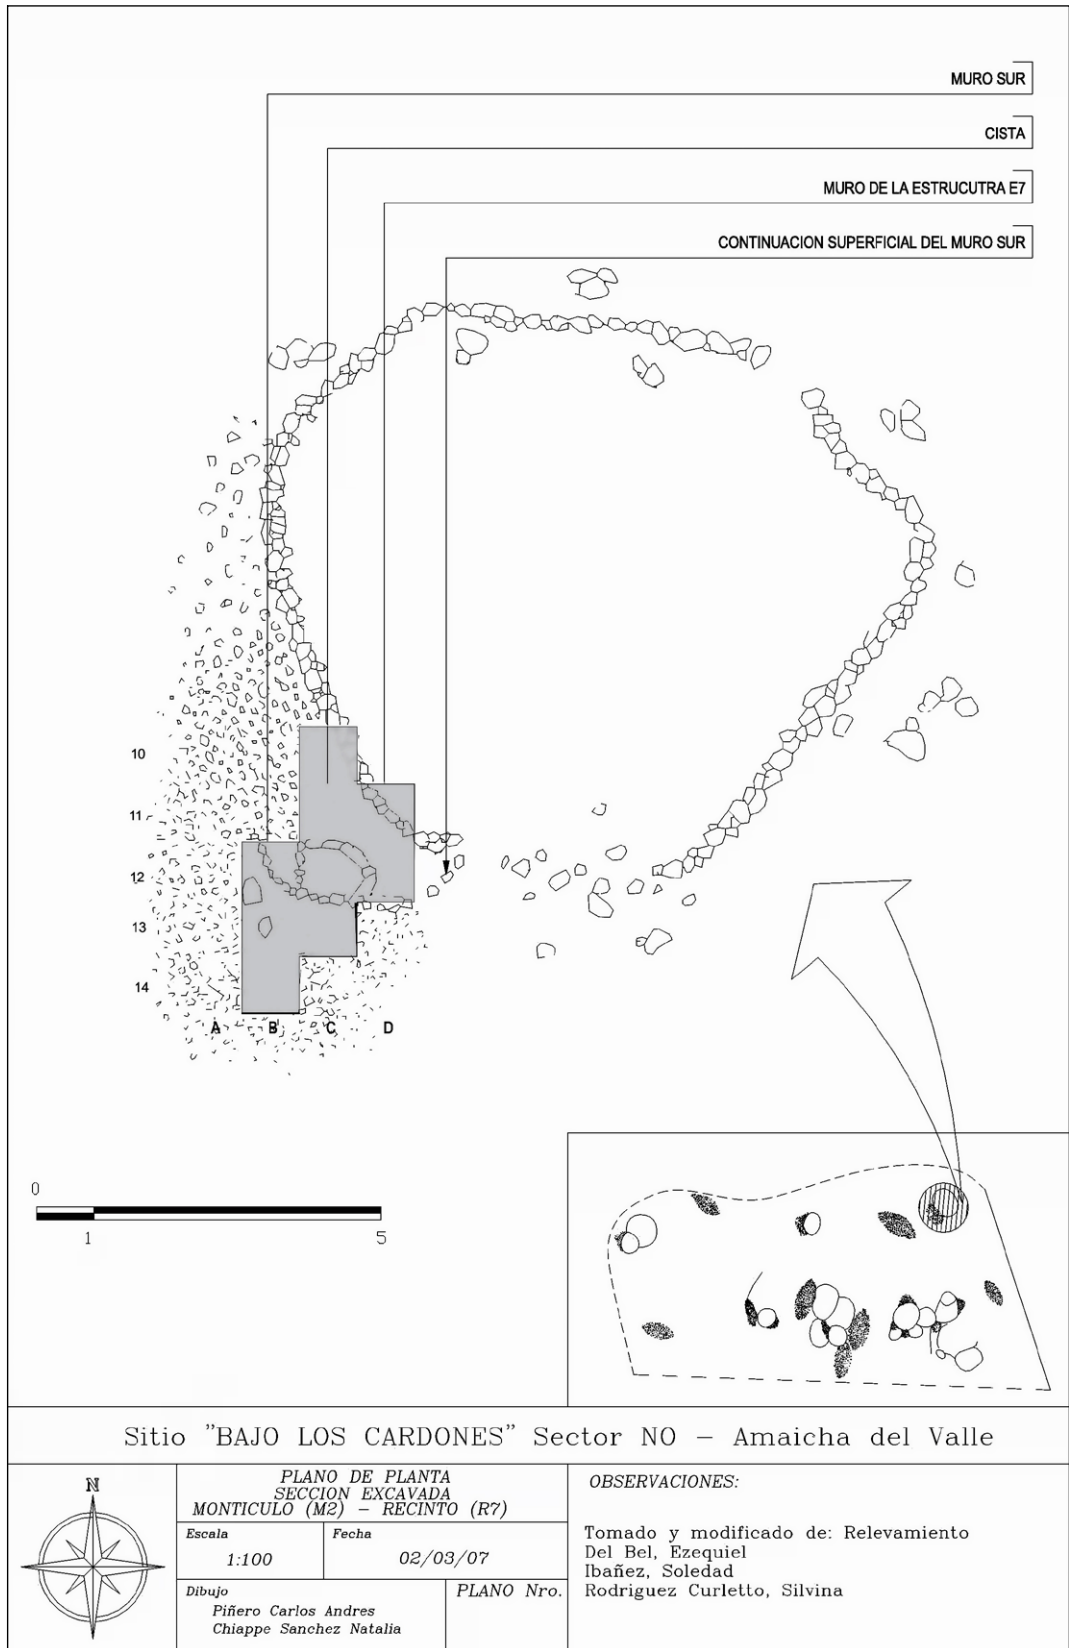 MURO SUR
CISTA
MURO DE LA ESTRUCUTRA E7
CONTINUACION SUPERFICIAL DEL MURO SUR
10
11
12
13
14
A B C D
0
1 5
Sitio "BAJO LOS CARDONES" Sector NO – Amaicha del Valle
N
PLANO DE PLANTA
SECCION EXCAVADA
MONTICULO (M2) – RECINTO (R7)
Escala
1:100
Fecha
02/03/07
Dibujo
Piñero Carlos Andres
Chiappe Sanchez Natalia
PLANO Nro.
OBSERVACIONES:
Tomado y modificado de: Relevamiento
Del Bel, Ezequiel
Ibañez, Soledad
Rodriguez Curletto, Silvina